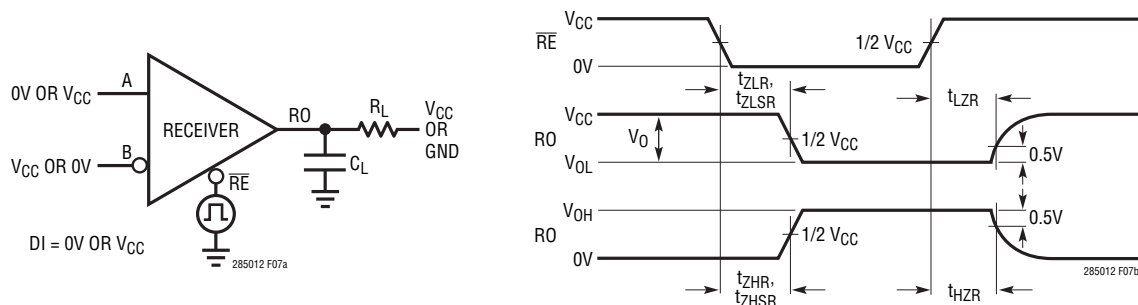 0V OR VCC
A
VCC OR 0V
B
RECEIVER
RO
RL
VCC
OR
GND
CL
RE
DI = 0V OR VCC
285012 F07a
VCC
RE
0V
1/2 VCC
tZLR,
tZLSR
tLZR
VCC
RO
VO
VOL
1/2 VCC
0.5V
VOH
RO
0V
1/2 VCC
0.5V
tZHR,
tZHSR
tHZR
285012 F07b